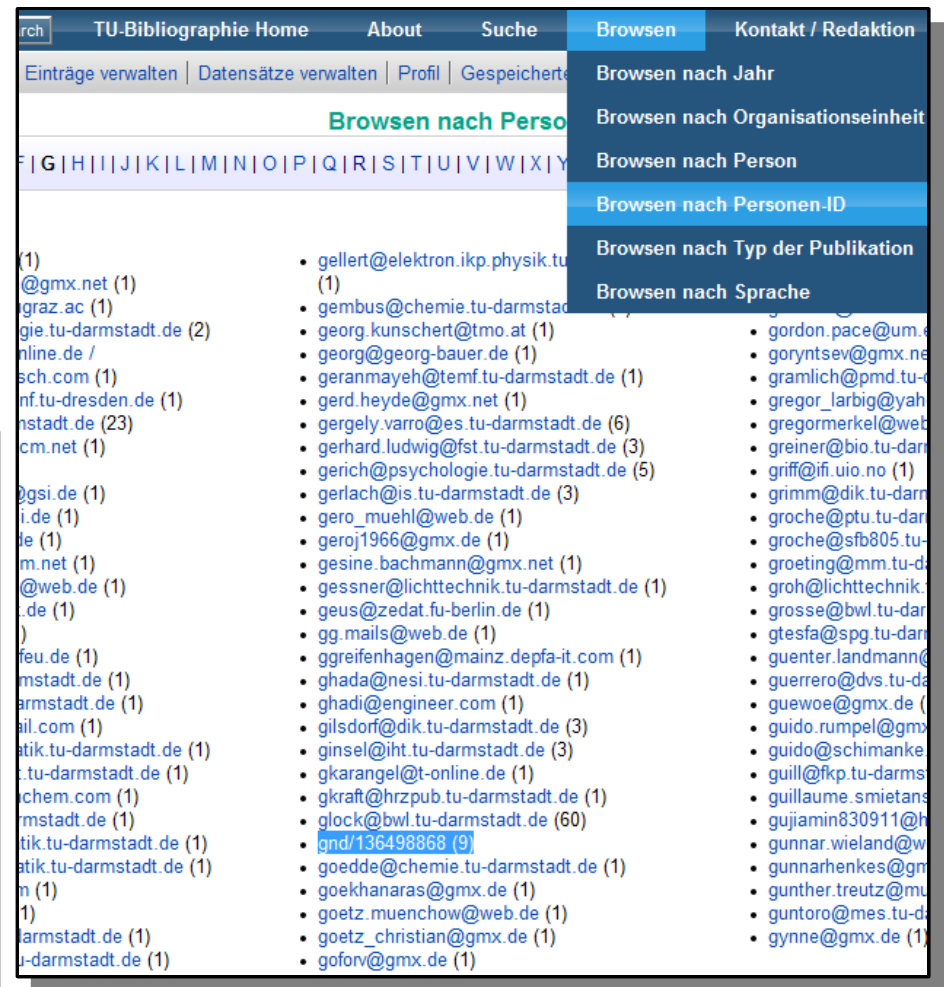 rch TU-Bibliographie Home About Suche Browsen Kontakt / Redaktion
Einträge verwalten | Datensätze verwalten | Profil | Gespeicherte
Browsen nach Jahr
Browsen nach Organisationseinheit
Browsen nach Person
Browsen nach Personen-ID
Browsen nach Typ der Publikation
Browsen nach Sprache
Browsen nach Perso
F | G | H | I | J | K | L | M | N | O | P | Q | R | S | T | U | V | W | X | Y
(1)
@gmx.net (1)
graz.ac (1)
gie.tu-darmstadt.de (2)
nline.de /
sch.com (1)
nf.tu-dresden.de (1)
nstadt.de (23)
cm.net (1)
@gsi.de (1)
i.de (1)
de (1)
m.net (1)
@web.de (1)
.de (1)
)
feu.de (1)
mstadt.de (1)
armstadt.de (1)
ail.com (1)
atik.tu-darmstadt.de (1)
.tu-darmstadt.de (1)
chem.com (1)
rmstadt.de (1)
tik.tu-darmstadt.de (1)
atik.tu-darmstadt.de (1)
n (1)
1)
darmstadt.de (1)
u-darmstadt.de (1)
• gellert@elektron.ikp.physik.tu
(1)
• gembus@chemie.tu-darmstad
• georg.kunschert@tmo.at (1)
• georg@georg-bauer.de (1)
• geranmayeh@temf.tu-darmstadt.de (1)
• gerd.heyde@gmx.net (1)
• gergely.varro@es.tu-darmstadt.de (6)
• gerhard.ludwig@fst.tu-darmstadt.de (3)
• gerich@psychologie.tu-darmstadt.de (5)
• gerlach@is.tu-darmstadt.de (3)
• gero_muehl@web.de (1)
• geroj1966@gmx.de (1)
• gesine.bachmann@gmx.net (1)
• gessner@lichttechnik.tu-darmstadt.de (1)
• geus@zedat.fu-berlin.de (1)
• gg.mails@web.de (1)
• ggreifenhagen@mainz.depfa-it.com (1)
• ghada@nesi.tu-darmstadt.de (1)
• ghadi@engineer.com (1)
• gilsdorf@dik.tu-darmstadt.de (3)
• ginsel@iht.tu-darmstadt.de (3)
• gkarangel@t-online.de (1)
• gkraft@hrzpub.tu-darmstadt.de (1)
• glock@bwl.tu-darmstadt.de (60)
• gnd/136498868 (9)
• goedde@chemie.tu-darmstadt.de (1)
• goekhanaras@gmx.de (1)
• goetz.muenchow@web.de (1)
• goetz_christian@gmx.de (1)
• goforv@gmx.de (1)
• gordon.pace@um.e
• goryntsev@gmx.ne
• gramlich@pmd.tu-d
• gregor_larbig@yah
• gregormerkel@web
• greiner@bio.tu-darr
• griff@ifi.uio.no (1)
• grimm@dik.tu-darn
• groche@ptu.tu-dar
• groche@sfb805.tu-
• groeting@mm.tu-da
• groh@lichttechnik.
• grosse@bwl.tu-dar
• gtesfa@spg.tu-darr
• guenter.landmann@
• guerrero@dvs.tu-da
• guewoe@gmx.de (
• guido.rumpel@gmx
• guido@schimanke.
• guill@fkp.tu-darms
• guillaume.smietans
• gujiamin830911@h
• gunnar.wieland@w
• gunnarhenkes@gm
• gunther.treutz@mu
• guntoro@mes.tu-da
• gynne@gmx.de (1)